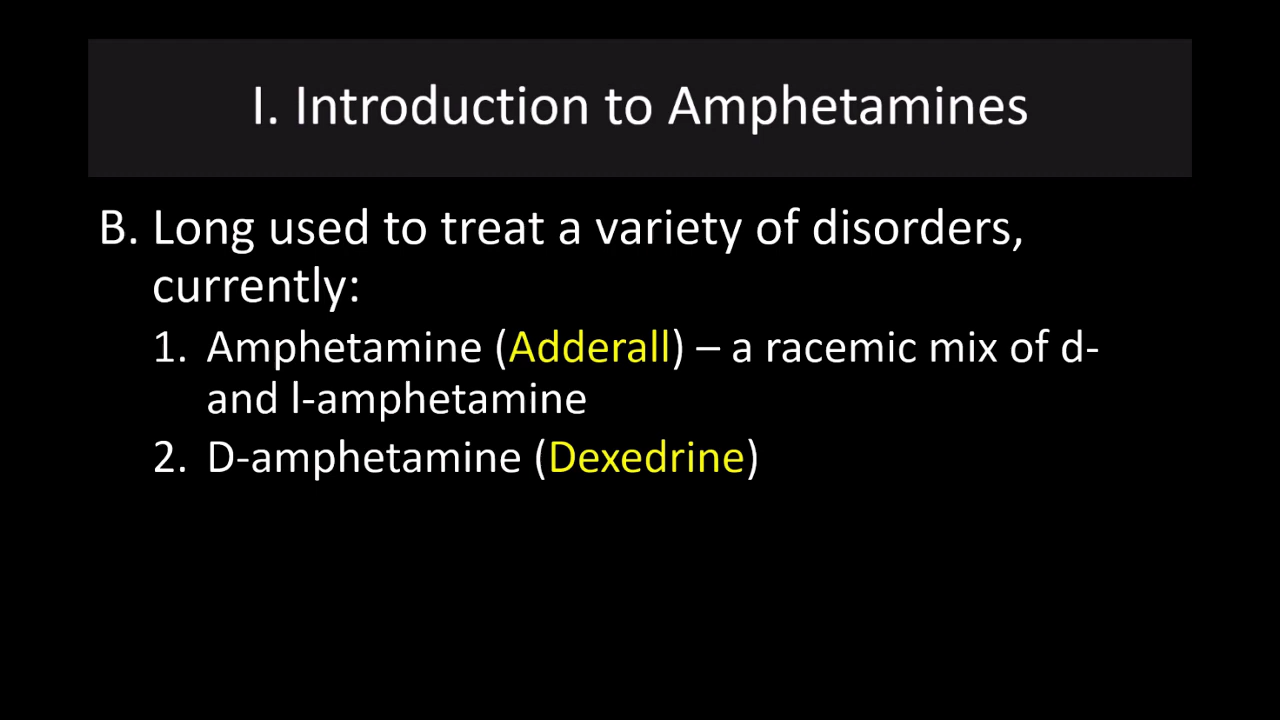 I. Introduction to Amphetamines
B. Long used to treat a variety of disorders,
currently:
1. Amphetamine (Adderall) – a racemic mix of d-
and l-amphetamine
2. D-amphetamine (Dexedrine)